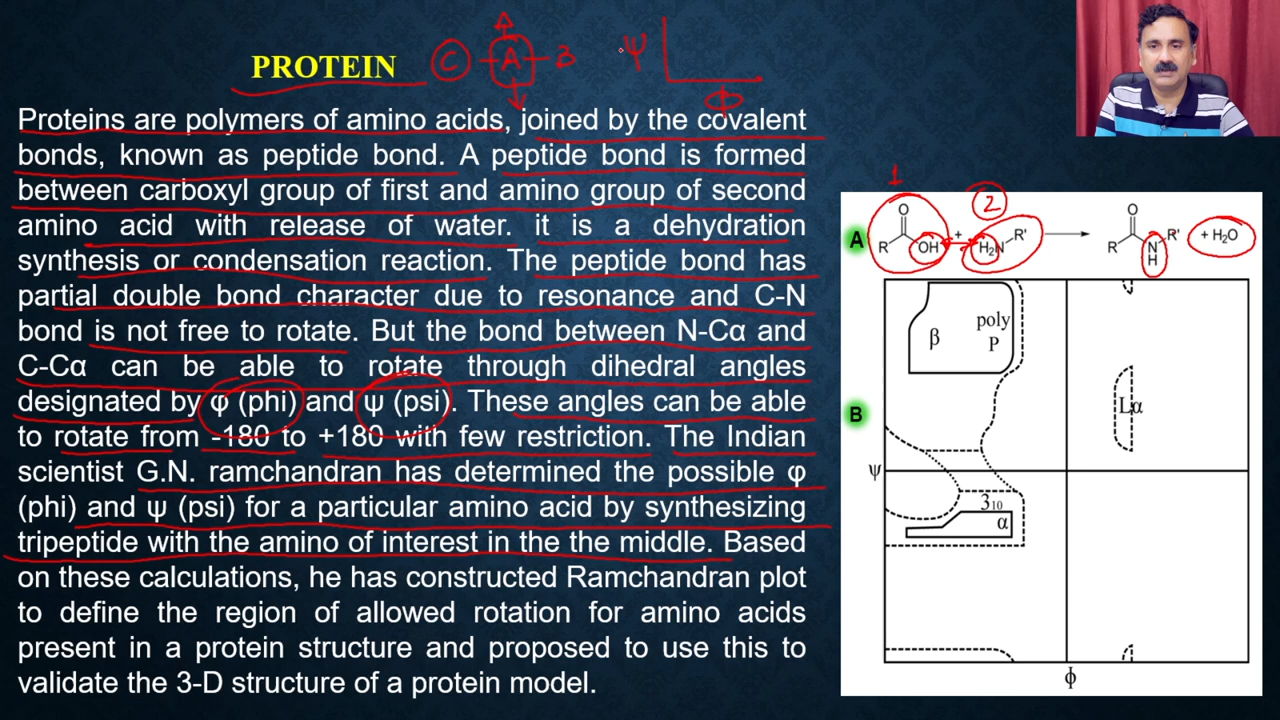 PROTEIN
C A B
ψ
Φ
Proteins are polymers of amino acids, joined by the covalent
bonds, known as peptide bond. A peptide bond is formed
between carboxyl group of first and amino group of second
amino acid with release of water. it is a dehydration
synthesis or condensation reaction. The peptide bond has
partial double bond character due to resonance and C-N
bond is not free to rotate. But the bond between N-Cα and
C-Cα can be able to rotate through dihedral angles
designated by φ (phi) and ψ (psi). These angles can be able
to rotate from -180 to +180 with few restriction. The Indian
scientist G.N. ramchandran has determined the possible φ
(phi) and ψ (psi) for a particular amino acid by synthesizing
tripeptide with the amino of interest in the the middle. Based
on these calculations, he has constructed Ramchandran plot
to define the region of allowed rotation for amino acids
present in a protein structure and proposed to use this to
validate the 3-D structure of a protein model.
1
2
A
O
R OH + H₂N R'
O
R N H R' + H₂O
B
β
poly
P
Lα
ψ
3₁₀
α
ϕ